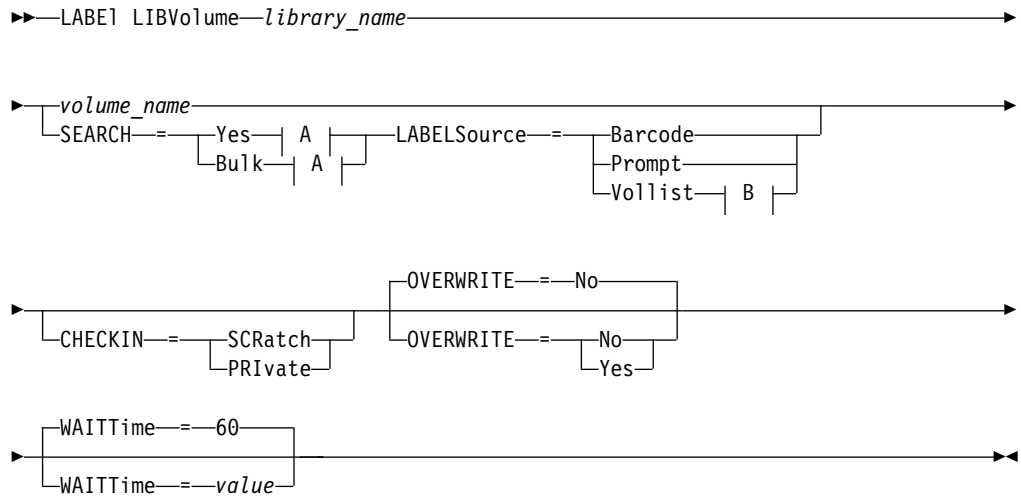 LABEl LIBVolume library_name
volume_name
SEARCH = Yes A LABELSource = Barcode
Bulk A Prompt
Vollist B
OVERWRITE = No
CHECKIN = SCRatch OVERWRITE = No
PRIvate Yes
WAITTime = 60
WAITTime = value